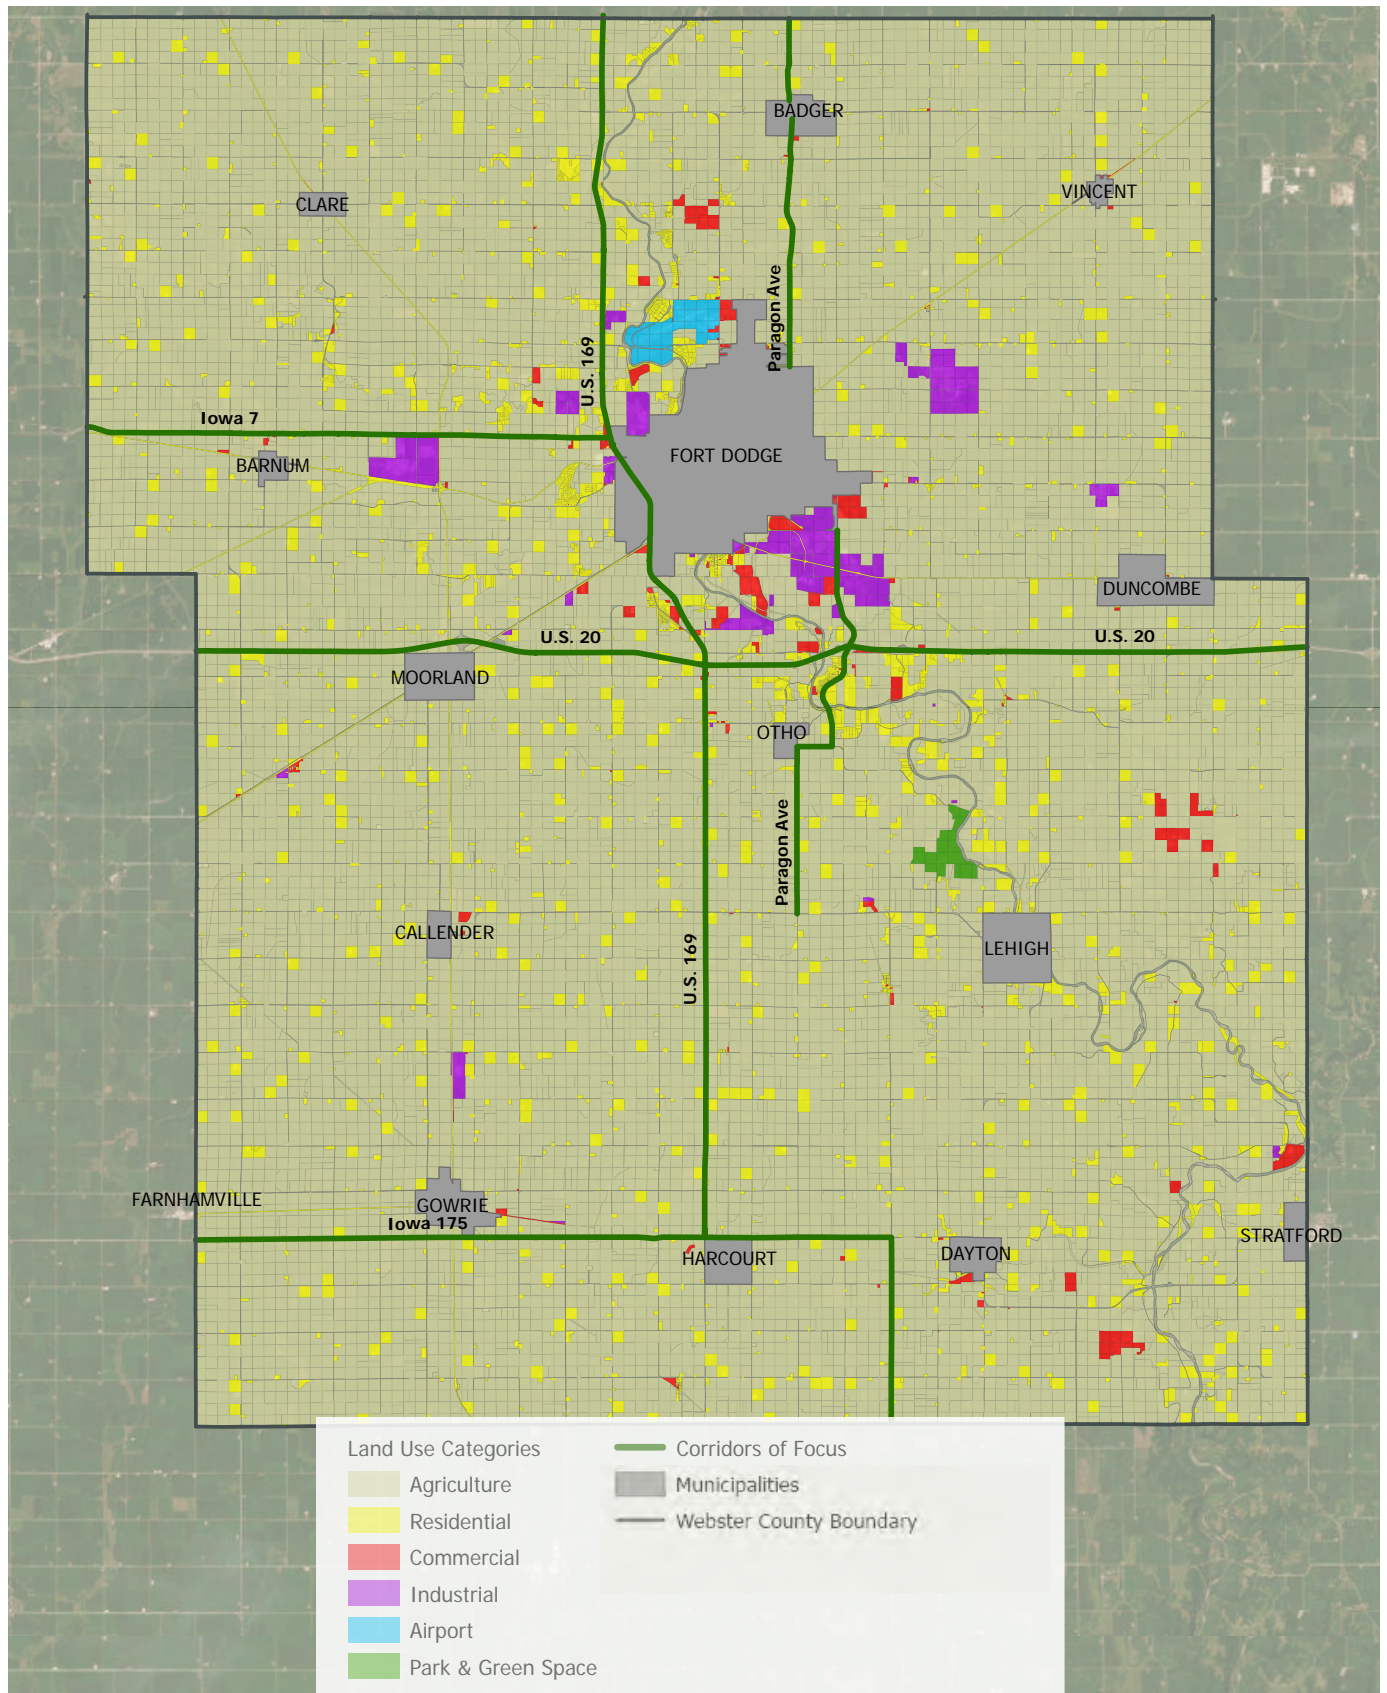 BADGER
VINCENT
CLARE
Paragon Ave
U.S. 169
Iowa 7
BARNUM
FORT DODGE
DUNCOMBE
U.S. 20
U.S. 20
MOORLAND
OTHO
Paragon Ave
CALLENDER
LEHIGH
U.S. 169
FARNHAMVILLE
GOWRIE
Iowa 175
STRATFORD
HARCOURT
DAYTON
Land Use Categories
Agriculture
Residential
Commercial
Industrial
Airport
Park & Green Space
Corridors of Focus
Municipalities
Webster County Boundary